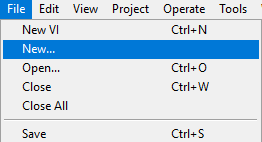 File Edit View Project Operate Tools
New VI Ctrl+N
New...
Open... Ctrl+O
Close Ctrl+W
Close All
Save Ctrl+S